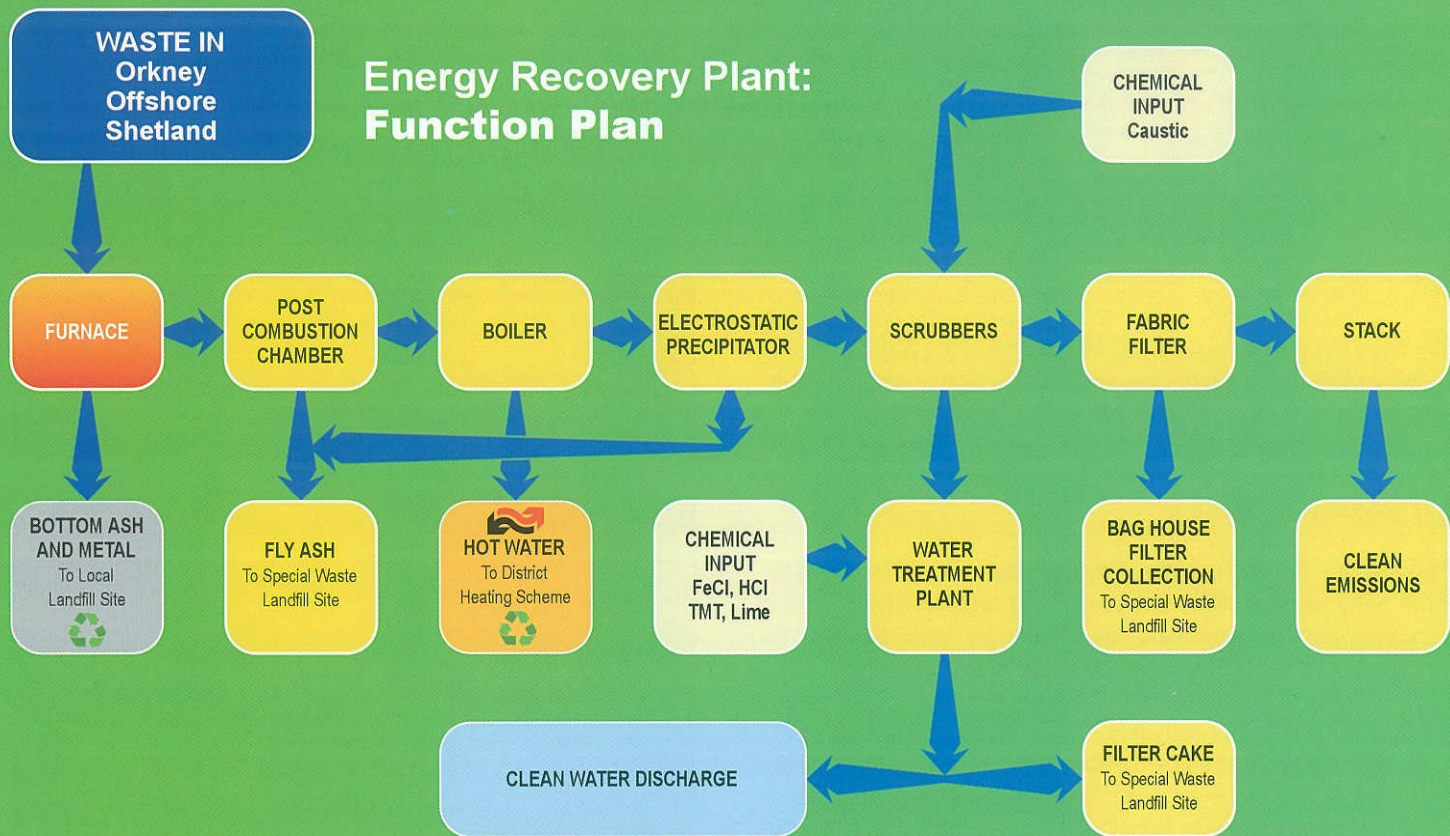 WASTE IN
Orkney
Offshore
Shetland
Energy Recovery Plant:
Function Plan
CHEMICAL
INPUT
Caustic
FURNACE
POST
COMBUSTION
CHAMBER
BOILER
ELECTROSTATIC
PRECIPITATOR
SCRUBBERS
FABRIC
FILTER
STACK
BOTTOM ASH
AND METAL
To Local
Landfill Site
FLY ASH
To Special Waste
Landfill Site
HOT WATER
To District
Heating Scheme
CHEMICAL
INPUT
FeCl, HCl
TMT, Lime
WATER
TREATMENT
PLANT
BAG HOUSE
FILTER
COLLECTION
To Special Waste
Landfill Site
CLEAN
EMISSIONS
CLEAN WATER DISCHARGE
FILTER CAKE
To Special Waste
Landfill Site